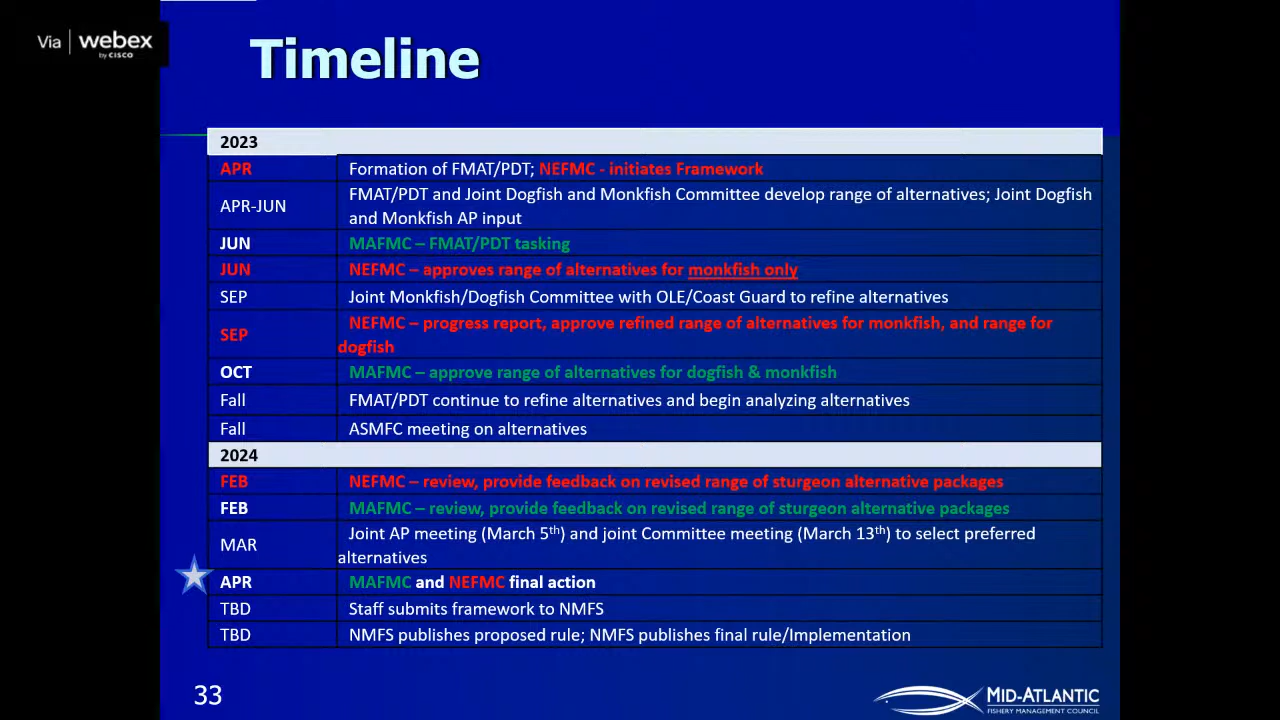 Via webex
by CISCO
Timeline
2023
APR Formation of FMAT/PDT; NEFMC - initiates Framework
APR-JUN FMAT/PDT and Joint Dogfish and Monkfish Committee develop range of alternatives; Joint Dogfish
and Monkfish AP input
JUN MAFMC – FMAT/PDT tasking
JUN NEFMC – approves range of alternatives for monkfish only
SEP Joint Monkfish/Dogfish Committee with OLE/Coast Guard to refine alternatives
SEP NEFMC – progress report, approve refined range of alternatives for monkfish, and range for
dogfish
OCT MAFMC – approve range of alternatives for dogfish & monkfish
Fall FMAT/PDT continue to refine alternatives and begin analyzing alternatives
Fall ASMFC meeting on alternatives
2024
FEB NEFMC – review, provide feedback on revised range of sturgeon alternative packages
FEB MAFMC – review, provide feedback on revised range of sturgeon alternative packages
MAR Joint AP meeting (March 5th) and joint Committee meeting (March 13th) to select preferred
alternatives
APR MAFMC and NEFMC final action
TBD Staff submits framework to NMFS
TBD NMFS publishes proposed rule; NMFS publishes final rule/Implementation
33
MID-ATLANTIC
FISHERY MANAGEMENT COUNCIL